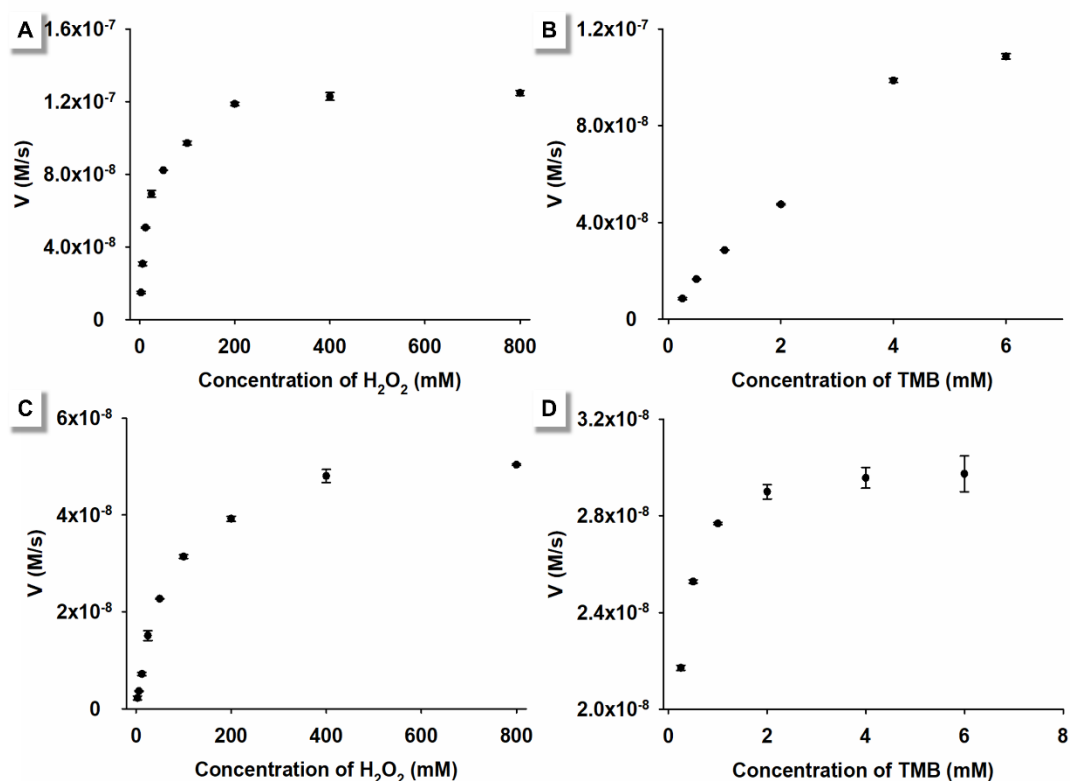 A
1.6x10-7
1.2x10-7
8.0x10-8
4.0x10-8
0
V (M/s)
0 200 400 600 800
Concentration of H2O2 (mM)
B
1.2x10-7
8.0x10-8
4.0x10-8
0
V (M/s)
2 4 6
Concentration of TMB (mM)
C
6x10-8
4x10-8
2x10-8
0
V (M/s)
0 200 400 600 800
Concentration of H2O2 (mM)
D
3.2x10-8
2.8x10-8
2.4x10-8
2.0x10-8
V (M/s)
0 2 4 6 8
Concentration of TMB (mM)